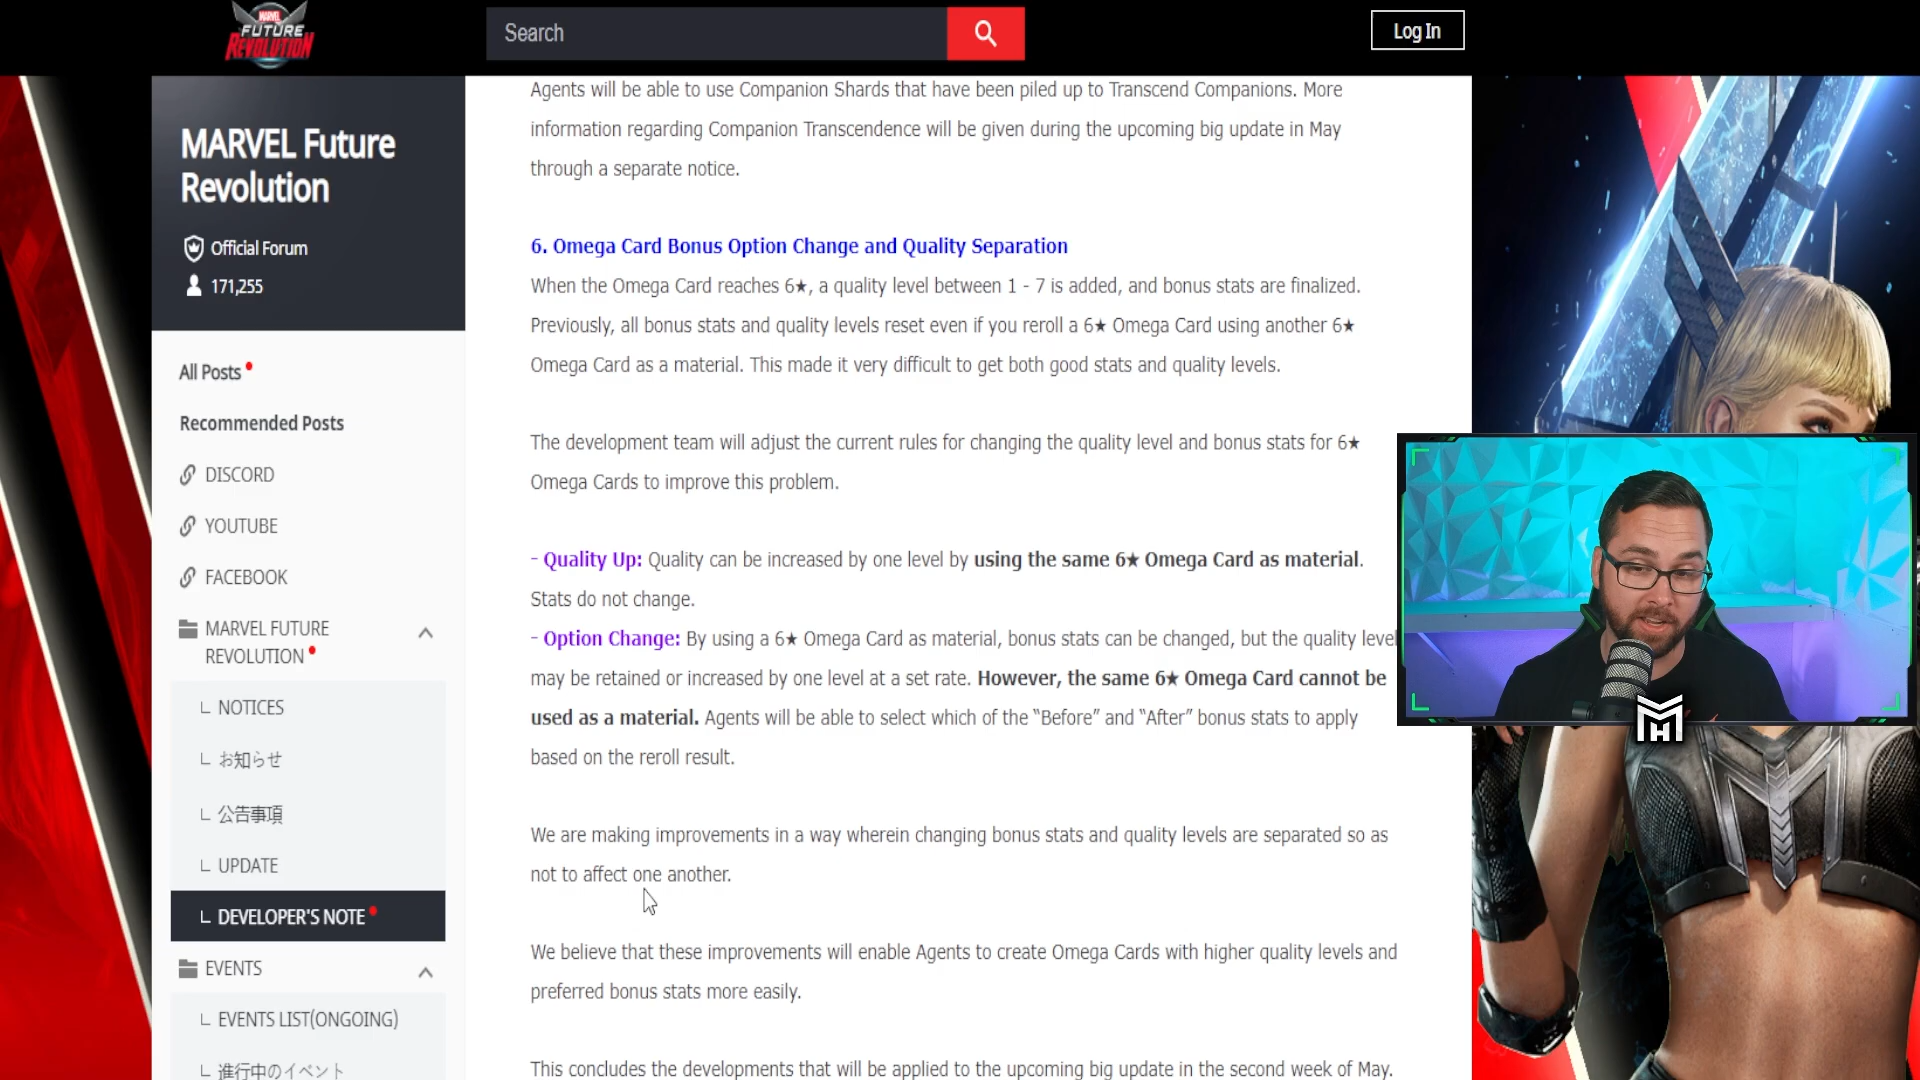 MARVEL
FUTURE
REVOLUTION
Search
Log In
MARVEL Future
Revolution
Official Forum
171,255
All Posts
Recommended Posts
DISCORD
YOUTUBE
FACEBOOK
MARVEL FUTURE
REVOLUTION
NOTICES
お知らせ
公告事項
UPDATE
DEVELOPER'S NOTE
EVENTS
EVENTS LIST(ONGOING)
進行中のイベント
Agents will be able to use Companion Shards that have been piled up to Transcend Companions. More
information regarding Companion Transcendence will be given during the upcoming big update in May
through a separate notice.
6. Omega Card Bonus Option Change and Quality Separation
When the Omega Card reaches 6★, a quality level between 1 - 7 is added, and bonus stats are finalized.
Previously, all bonus stats and quality levels reset even if you reroll a 6★ Omega Card using another 6★
Omega Card as a material. This made it very difficult to get both good stats and quality levels.
The development team will adjust the current rules for changing the quality level and bonus stats for 6★
Omega Cards to improve this problem.
- Quality Up: Quality can be increased by one level by using the same 6★ Omega Card as material.
Stats do not change.
- Option Change: By using a 6★ Omega Card as material, bonus stats can be changed, but the quality level
may be retained or increased by one level at a set rate. However, the same 6★ Omega Card cannot be
used as a material. Agents will be able to select which of the “Before” and “After” bonus stats to apply
based on the reroll result.
We are making improvements in a way wherein changing bonus stats and quality levels are separated so as
not to affect one another.
We believe that these improvements will enable Agents to create Omega Cards with higher quality levels and
preferred bonus stats more easily.
This concludes the developments that will be applied to the upcoming big update in the second week of May.